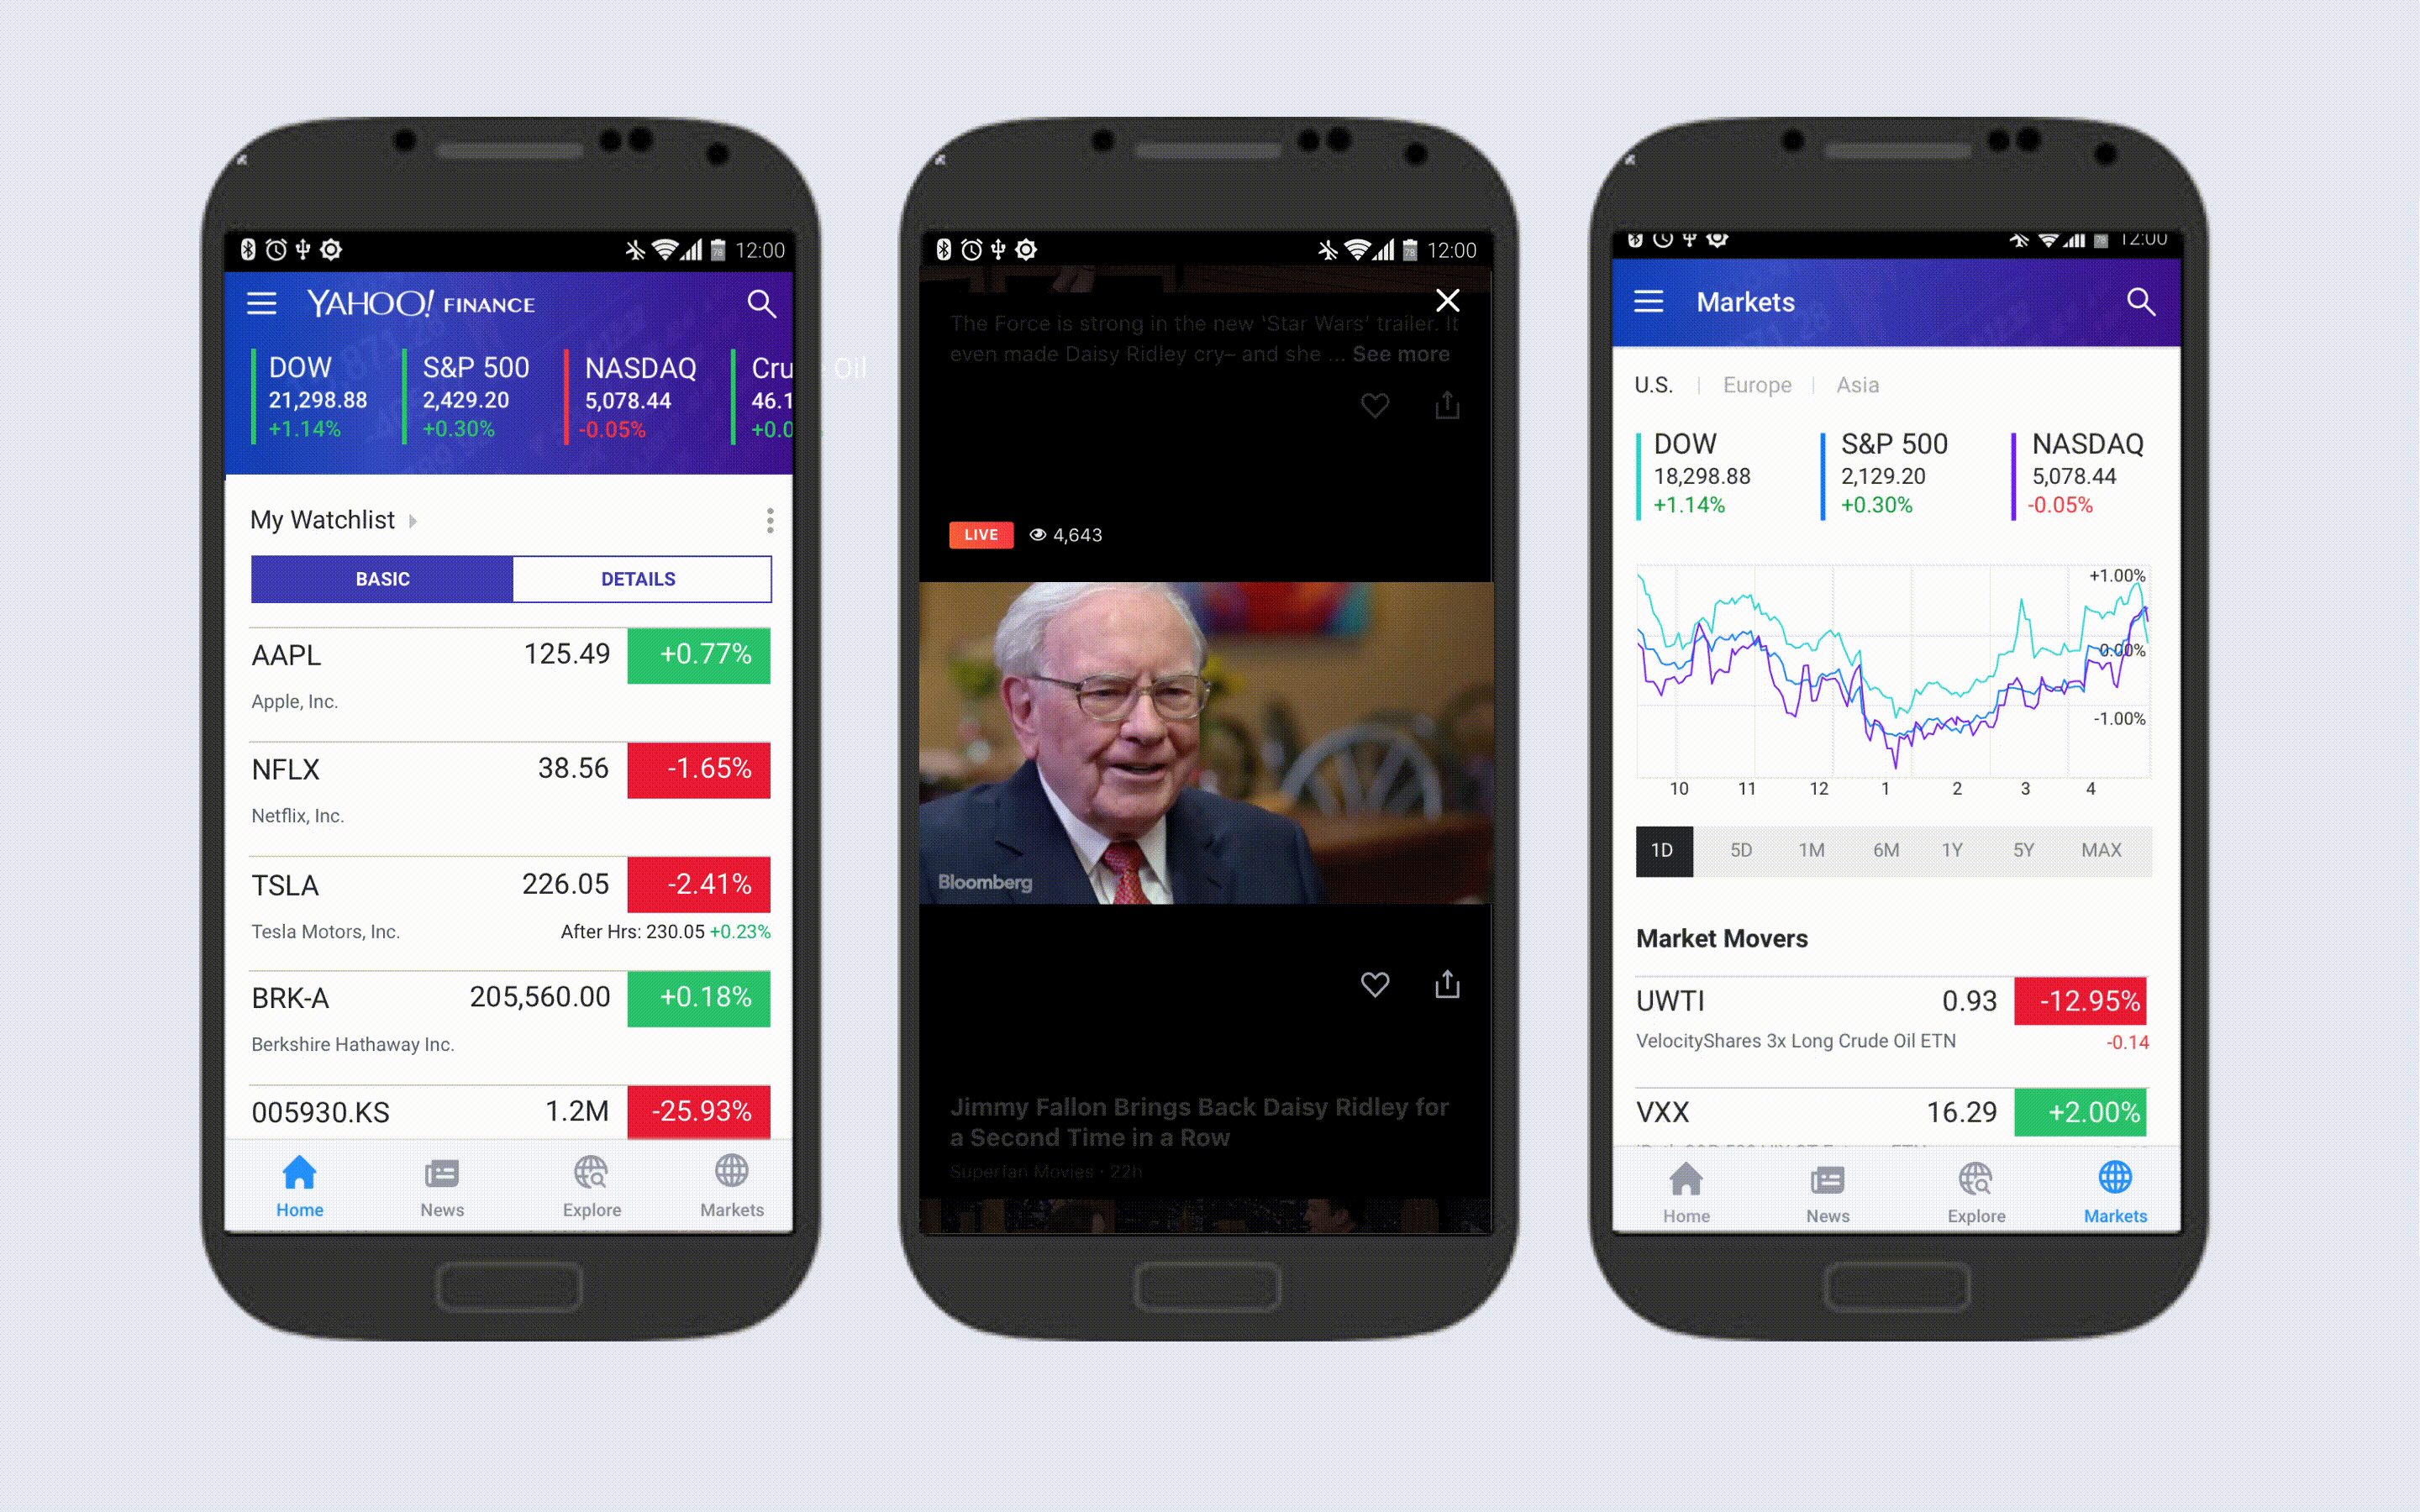 12:00
YAHOO! FINANCE
DOW S&P 500 NASDAQ Cru Oil
21,298.88 2,429.20 5,078.44 46.1
+1.14% +0.30% -0.05% +0.0
My Watchlist
BASIC DETAILS
AAPL 125.49 +0.77%
Apple, Inc.
NFLX 38.56 -1.65%
Netflix, Inc.
TSLA 226.05 -2.41%
Tesla Motors, Inc. After Hrs: 230.05 +0.23%
BRK-A 205,560.00 +0.18%
Berkshire Hathaway Inc.
005930.KS 1.2M -25.93%
Home News Explore Markets
78 12:00
The Force is strong in the new ‘Star Wars’ trailer. It
even made Daisy Ridley cry– and she ... See more
LIVE 4,643
Bloomberg
Jimmy Fallon Brings Back Daisy Ridley for
a Second Time in a Row
Superfan Movies · 22h
12:00
Markets
U.S. | Europe | Asia
DOW S&P 500 NASDAQ
18,298.88 2,129.20 5,078.44
+1.14% +0.30% -0.05%
+1.00%
0.00%
-1.00%
10 11 12 1 2 3 4
1D 5D 1M 6M 1Y 5Y MAX
Market Movers
UWTI 0.93 -12.95%
VelocityShares 3x Long Crude Oil ETN -0.14
VXX 16.29 +2.00%
Home News Explore Markets